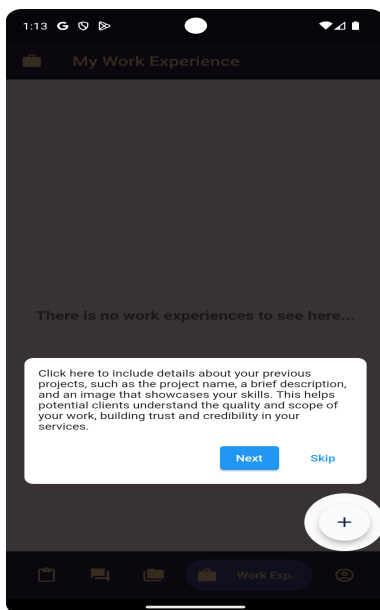 1:13
My Work Experience
There is no work experiences to see here...
Click here to include details about your previous
projects, such as the project name, a brief description,
and an image that showcases your skills. This helps
potential clients understand the quality and scope of
your work, building trust and credibility in your
services.
Next Skip
Work Exp.